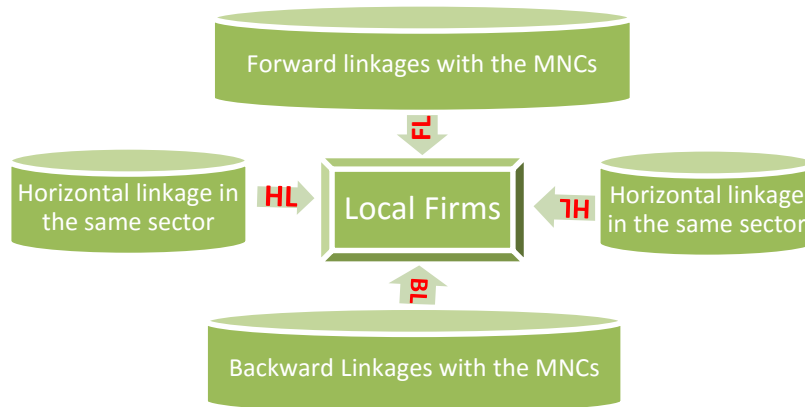 Forward linkages with the MNCs
FL
Horizontal linkage in
the same sector
HL
Local Firms
HL
Horizontal linkage
in the same sector
BL
Backward Linkages with the MNCs